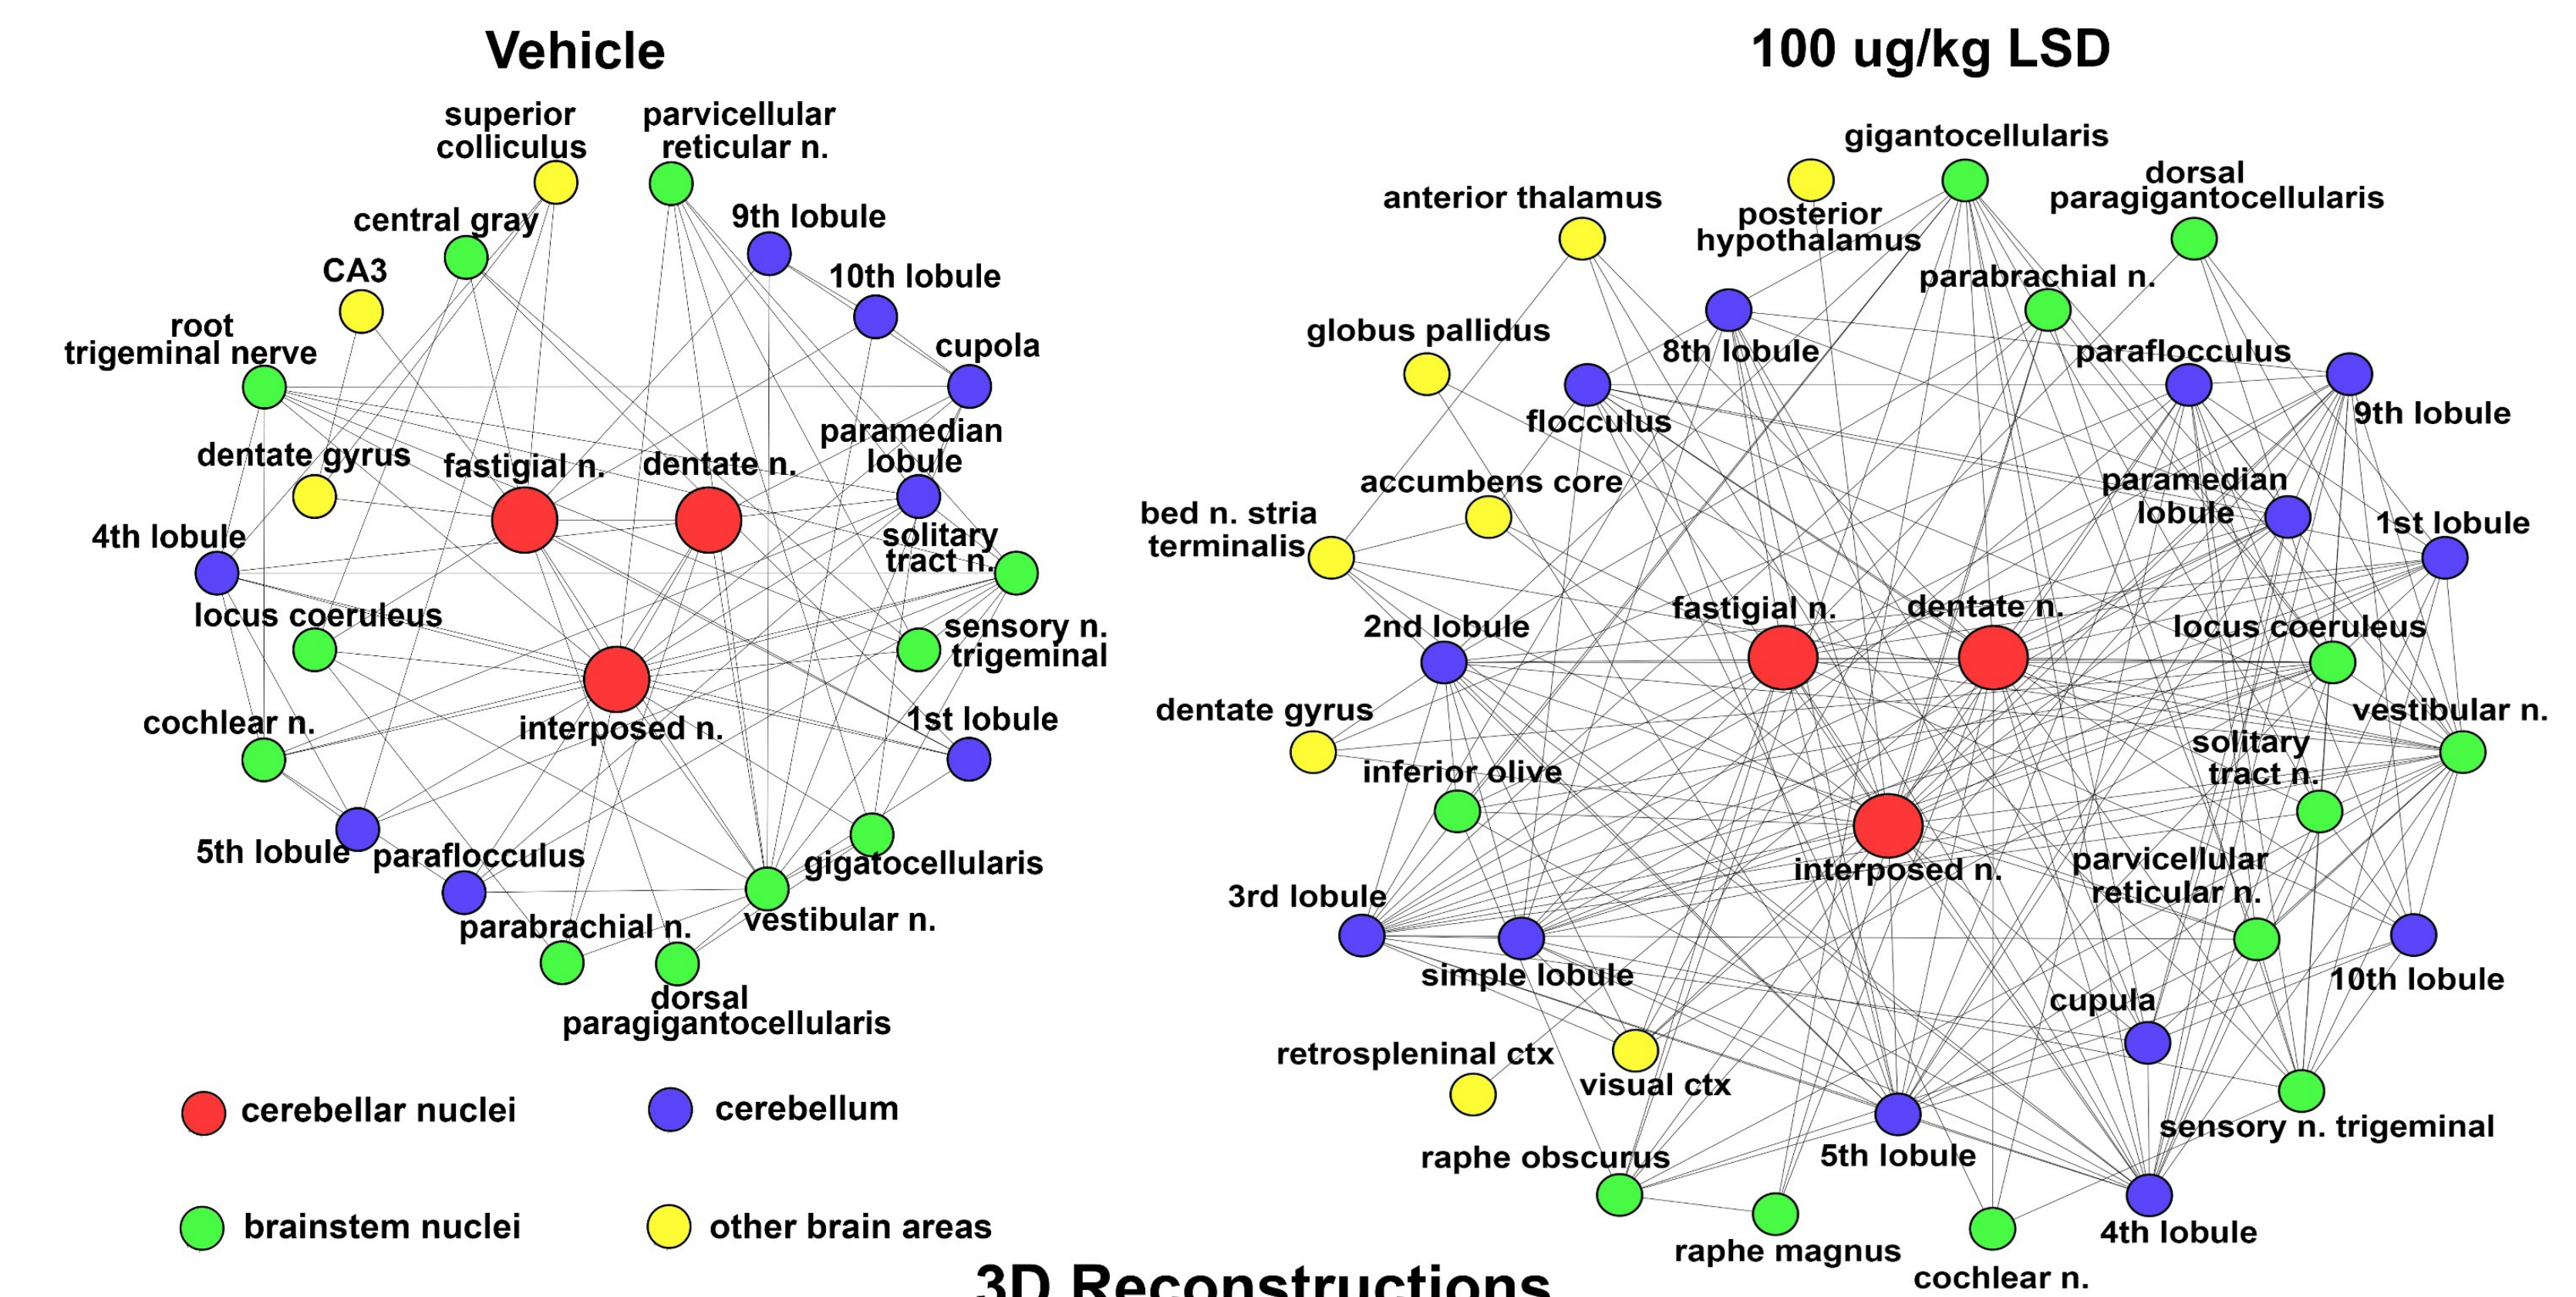 Vehicle
superior
colliculus
parvicellular
reticular n.
central gray
9th lobule
CA3
10th lobule
root
trigeminal nerve
cupola
paramedian
lobule
dentate gyrus
fastigial n.
dentate n.
4th lobule
solitary
tract n.
locus coeruleus
sensory n.
trigeminal
cochlear n.
interposed n.
1st lobule
5th lobule
paraflocculus
gigatocellularis
parabrachial n.
vestibular n.
dorsal
paragigantocellularis
cerebellar nuclei
cerebellum
brainstem nuclei
other brain areas
100 ug/kg LSD
gigantocellularis
anterior thalamus
posterior
hypothalamus
dorsal
paragigantocellularis
parabrachial n.
globus pallidus
8th lobule
paraflocculus
flocculus
9th lobule
accumbens core
paramedian
lobule
bed n. stria
terminalis
1st lobule
2nd lobule
fastigial n.
dentate n.
locus coeruleus
dentate gyrus
vestibular n.
inferior olive
solitary
tract n.
interposed n.
parvicellular
reticular n.
3rd lobule
simple lobule
10th lobule
cupula
retrospleninal ctx
visual ctx
sensory n. trigeminal
raphe obscurus
5th lobule
4th lobule
raphe magnus
cochlear n.
3D Reconstructions